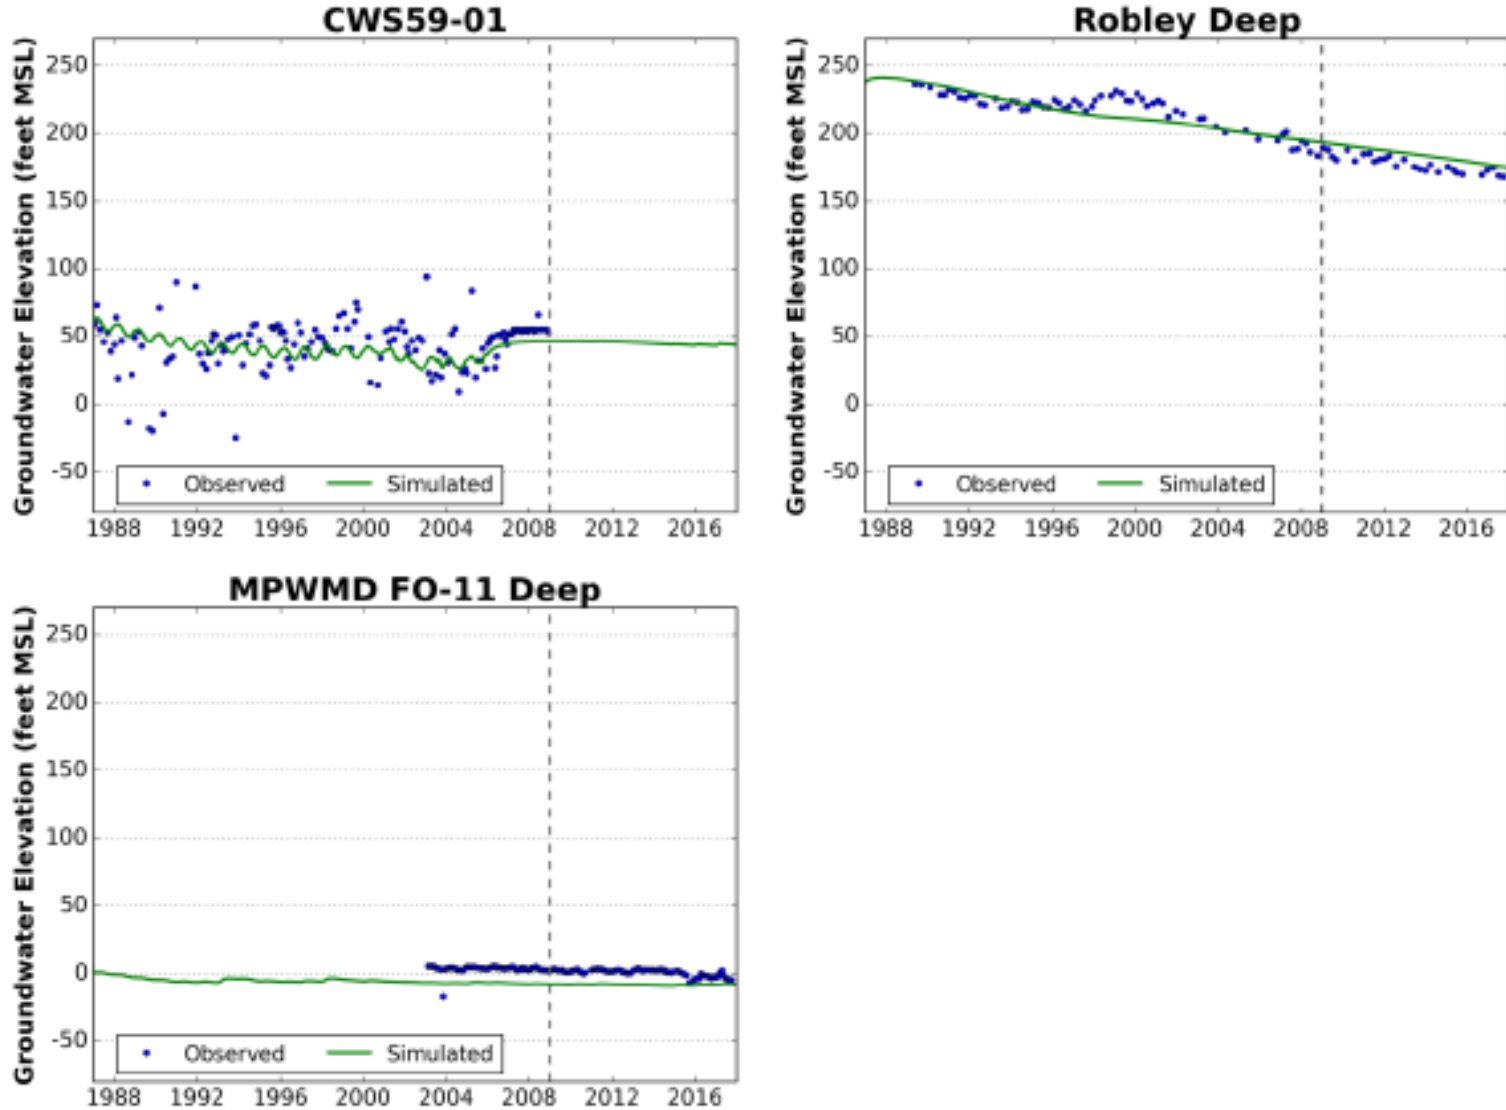 CWS59-01
Groundwater Elevation (feet MSL)
250
200
150
100
50
0
-50
Observed
Simulated
1988 1992 1996 2000 2004 2008 2012 2016
Robley Deep
Groundwater Elevation (feet MSL)
250
200
150
100
50
0
-50
Observed
Simulated
1988 1992 1996 2000 2004 2008 2012 2016
MPWMD FO-11 Deep
Groundwater Elevation (feet MSL)
250
200
150
100
50
0
-50
Observed
Simulated
1988 1992 1996 2000 2004 2008 2012 2016